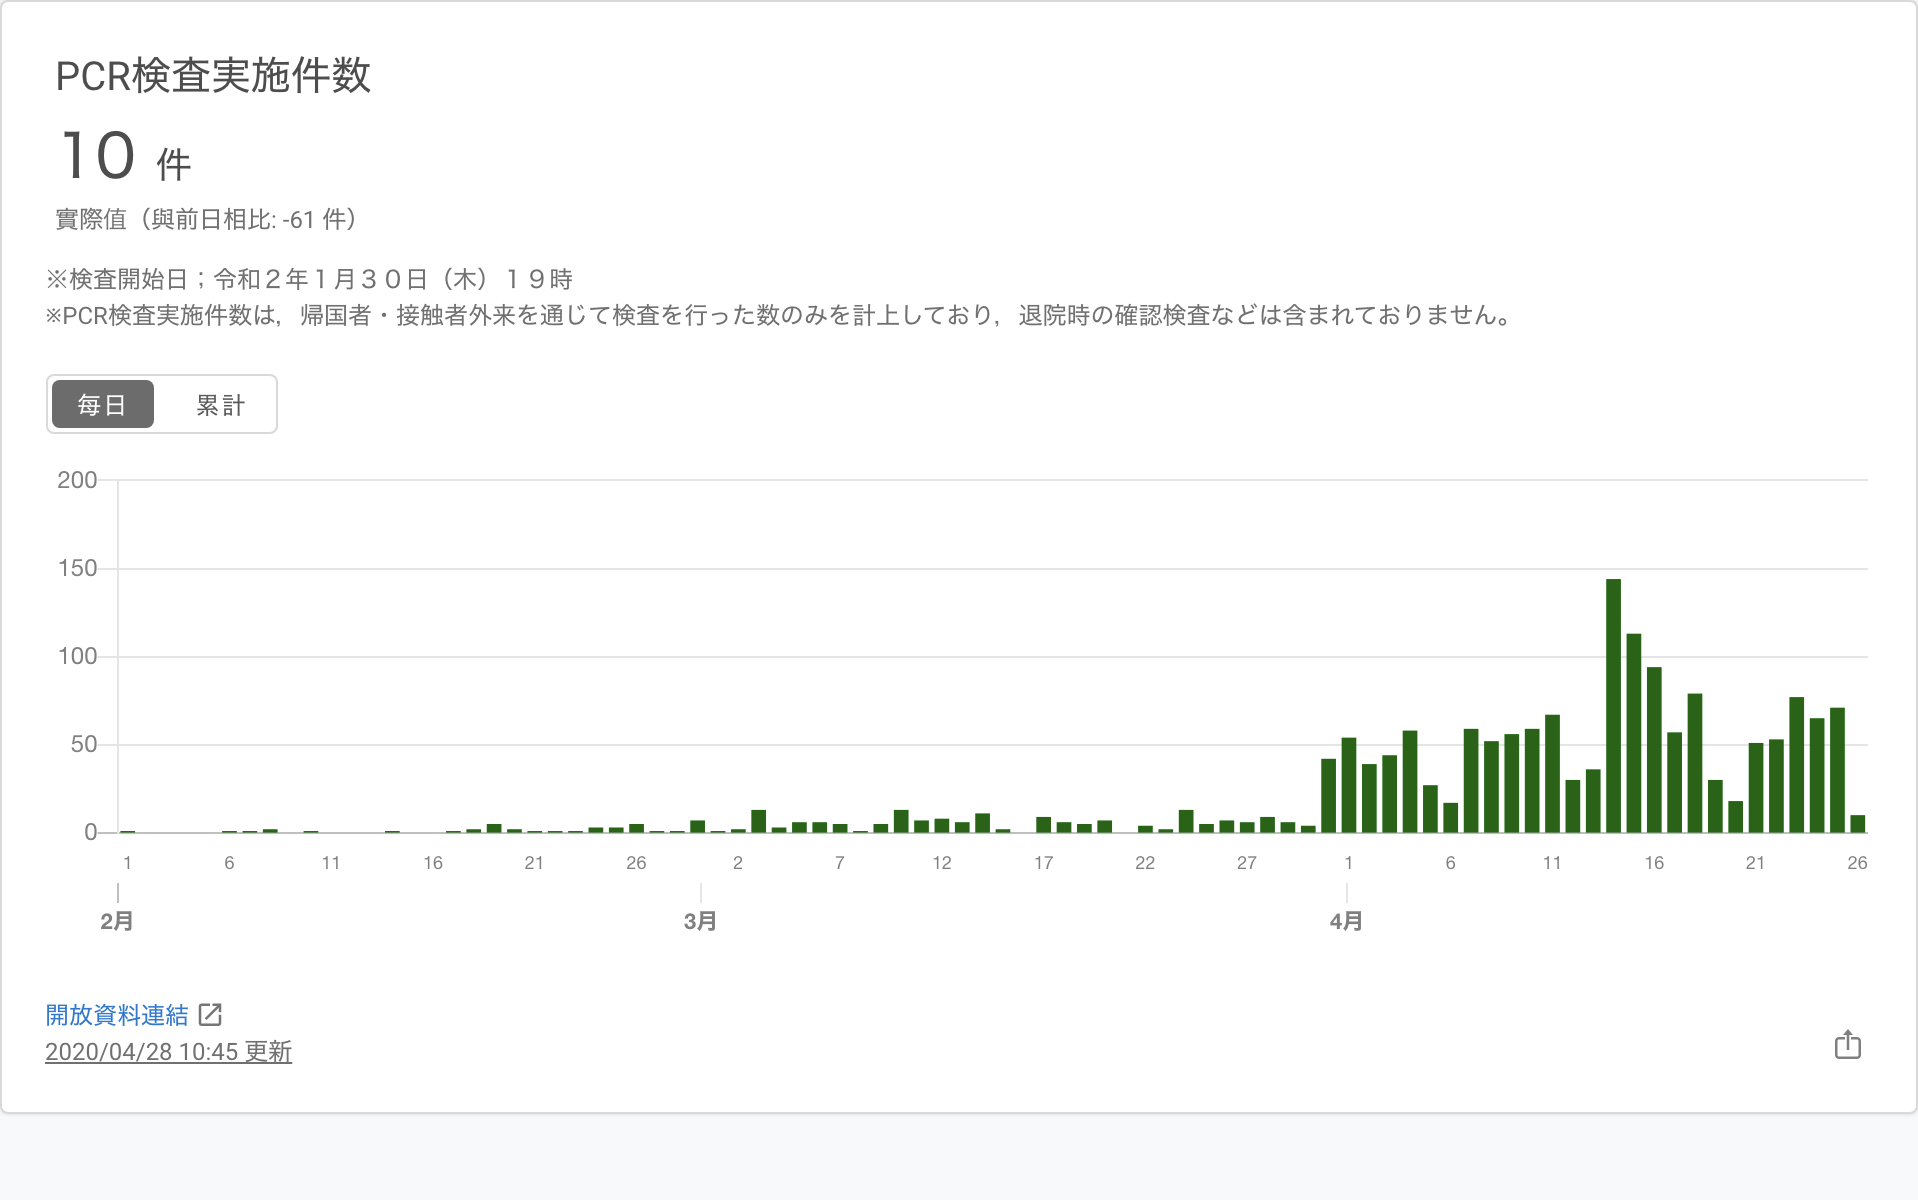 PCR検査実施件数
10 件
實際值（與前日相比: -61 件）
※検査開始日；令和２年１月３０日（木）１９時
※PCR検査実施件数は，帰国者・接触者外来を通じて検査を行った数のみを計上しており，退院時の確認検査などは含まれておりません。
每日 累計
200
150
100
50
0
1 6 11 16 21 26 2 7 12 17 22 27 1 6 11 16 21 26
2月 3月 4月
開放資料連結
2020/04/28 10:45 更新